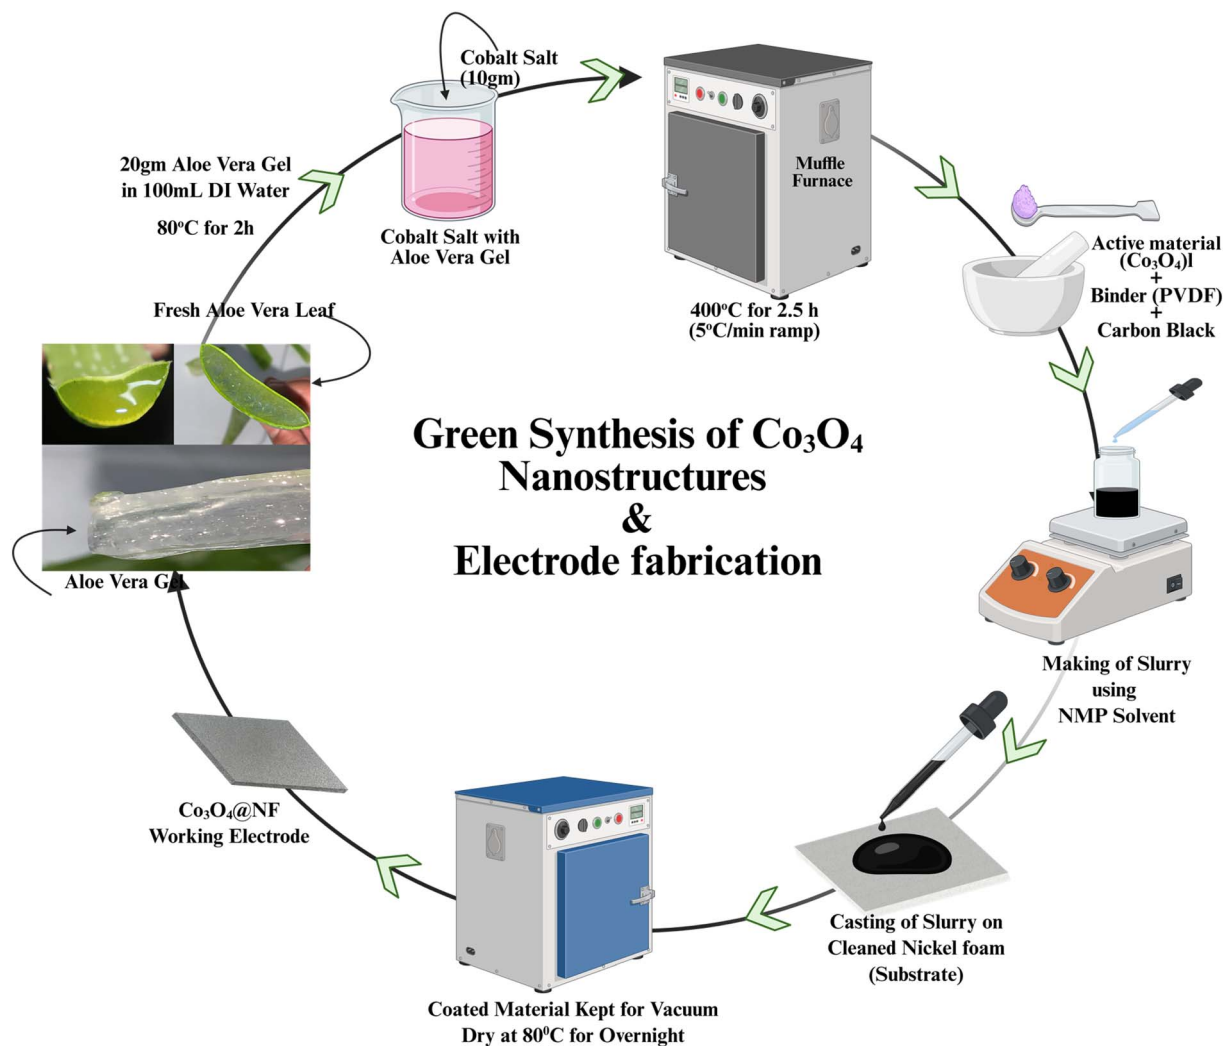 Cobalt Salt
(10gm)
20gm Aloe Vera Gel
in 100mL DI Water
80°C for 2h
Cobalt Salt with
Aloe Vera Gel
Muffle
Furnace
400°C for 2.5 h
(5°C/min ramp)
Active material
(Co₃O₄)l
+
Binder (PVDF)
+
Carbon Black
Fresh Aloe Vera Leaf
Aloe Vera Gel
Green Synthesis of Co₃O₄
Nanostructures
&
Electrode fabrication
Making of Slurry
using
NMP Solvent
Casting of Slurry on
Cleaned Nickel foam
(Substrate)
Coated Material Kept for Vacuum
Dry at 80⁰C for Overnight
Co₃O₄@NF
Working Electrode